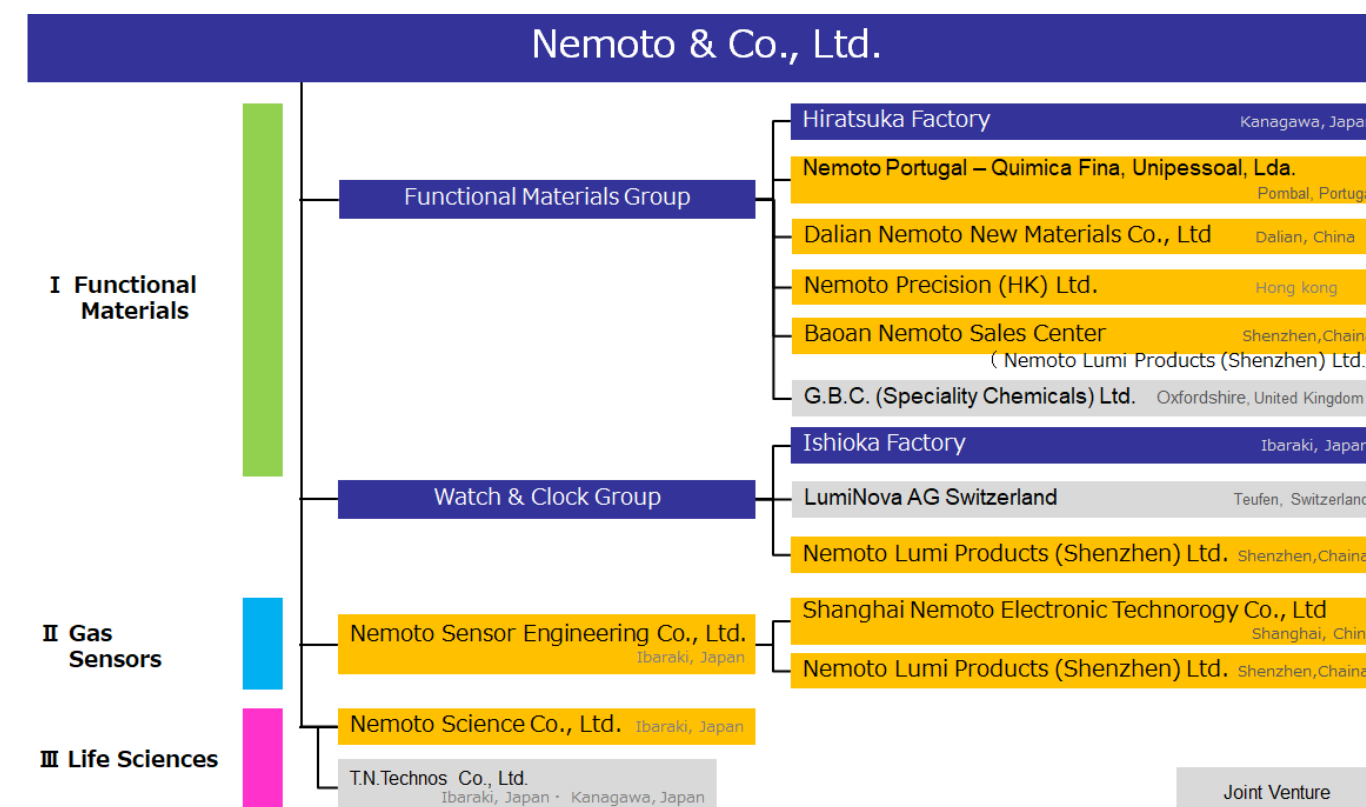 Nemoto & Co., Ltd.
Ⅰ Functional
Materials
Functional Materials Group
Hiratsuka Factory Kanagawa, Japa
Nemoto Portugal – Quimica Fina, Unipessoal, Lda.
Pombal, Portuga
Dalian Nemoto New Materials Co., Ltd Dalian, China
Nemoto Precision (HK) Ltd. Hong kong
Baoan Nemoto Sales Center Shenzhen,Chaina
( Nemoto Lumi Products (Shenzhen) Ltd.
G.B.C. (Speciality Chemicals) Ltd. Oxfordshire, United Kingdom
Watch & Clock Group
Ishioka Factory Ibaraki, Japan
LumiNova AG Switzerland Teufen, Switzerland
Nemoto Lumi Products (Shenzhen) Ltd. Shenzhen,Chaina
Ⅱ Gas
Sensors
Nemoto Sensor Engineering Co., Ltd.
Ibaraki, Japan
Shanghai Nemoto Electronic Technorogy Co., Ltd
Shanghai, Chin
Nemoto Lumi Products (Shenzhen) Ltd. Shenzhen,Chaina
Ⅲ Life Sciences
Nemoto Science Co., Ltd. Ibaraki, Japan
T.N.Technos Co., Ltd.
Ibaraki, Japan・ Kanagawa, Japan
Joint Venture